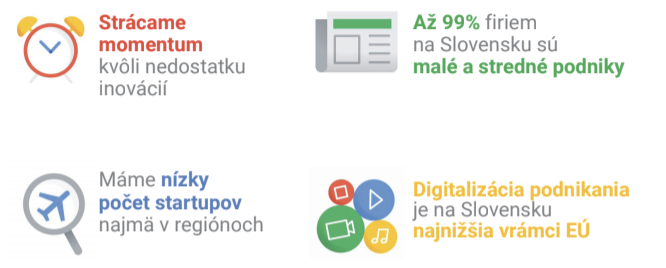 Strácame
momentum
kvôli nedostatku
inovácií
Až 99% firiem
na Slovensku sú
malé a stredné podniky
Máme nízky
počet startupov
najmä v regiónoch
Digitalizácia podnikania
je na Slovensku
najnižšia vrámci EÚ